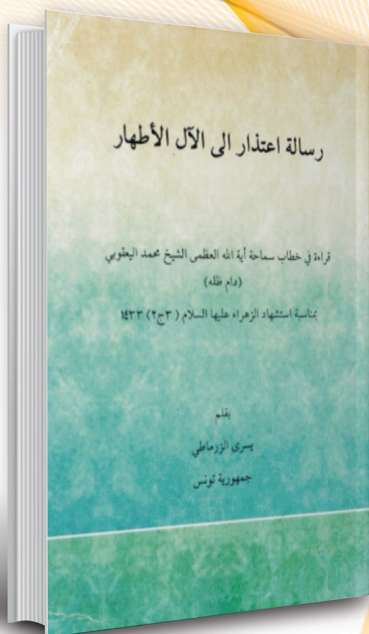 رسالة اعتذار الى الآل الأطهار
قراءة في خطاب سماحة أية الله العظمى الشيخ محمد اليعقوبي
(دام ظله)
بمناسبة استشهاد الزهراء عليها السلام (٣ج٢) ١٤٣٣
بقلم
يسرى الزرماطي
جمهورية تونس